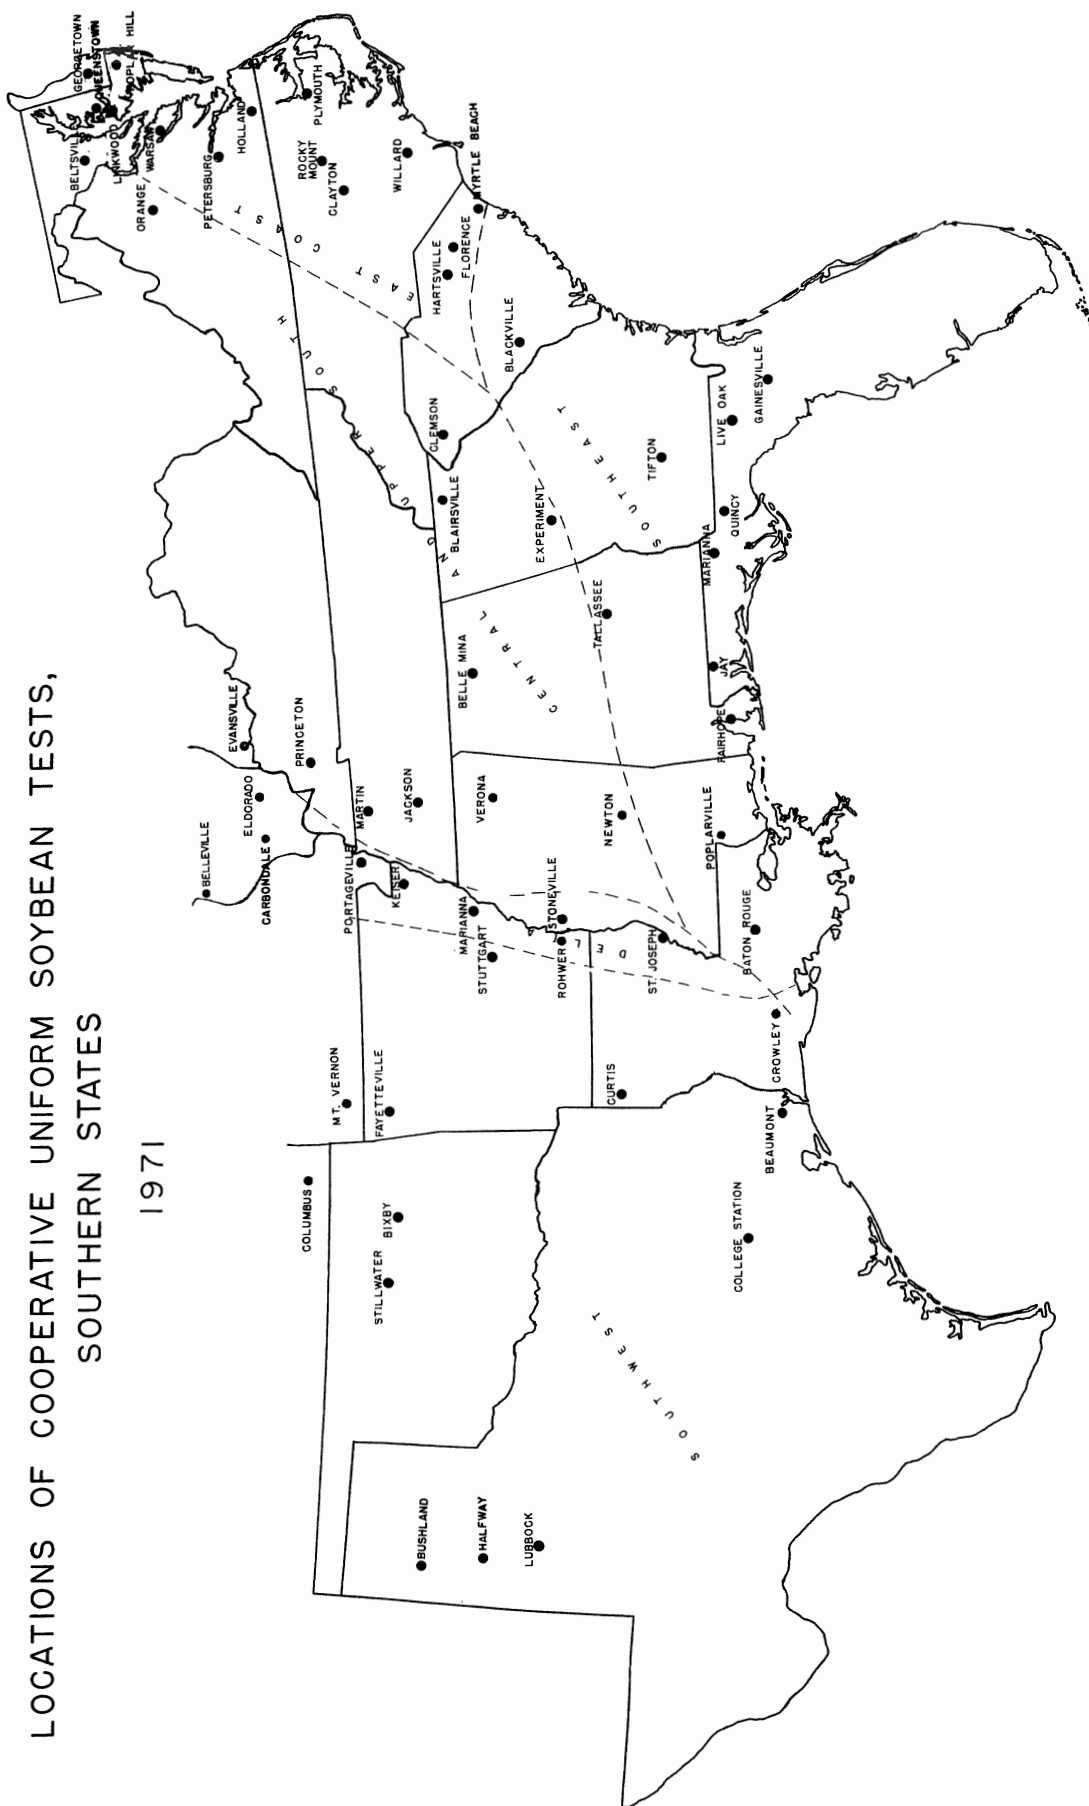 LOCATIONS OF COOPERATIVE UNIFORM SOYBEAN TESTS,
SOUTHERN STATES
1971
BELLEVILLE
EVANSVILLE
ELDORADO
CARBONDALE
PRINCETON
PORTAGEVILLE
MARTIN
JACKSON
KEISER
MT. VERNON
FAYETTEVILLE
COLUMBUS
BIXBY
STILLWATER
BUSHLAND
HALFWAY
LUBBOCK
SOUTHWEST
COLLEGE STATION
BEAUMONT
CURTIS
CROWLEY
BATON ROUGE
ST. JOSEPH
ROHWER
STONEVILLE
STUTTGART
MARIANNA
DEL
VERONA
NEWTON
POPLARVILLE
BELLE MINA
CENTRAL
AND
UPPER
SOUTH
EAST
COAST
TALLASSEE
FAIRHOPE
JAY
MARIANNA
QUINCY
LIVE OAK
GAINESVILLE
BLAIRSVILLE
EXPERIMENT
TIFTON
SOUTHEAST
CLEMSON
BLACKVILLE
HARTSVILLE
FLORENCE
MYRTLE BEACH
WILLARD
CLAYTON
ROCKY
MOUNT
PLYMOUTH
HOLLAND
PETERSBURG
ORANGE
WARSAW
LINKWOOD
BELTSVILLE
QUEENSTOWN
GEORGETOWN
POPLAR HILL